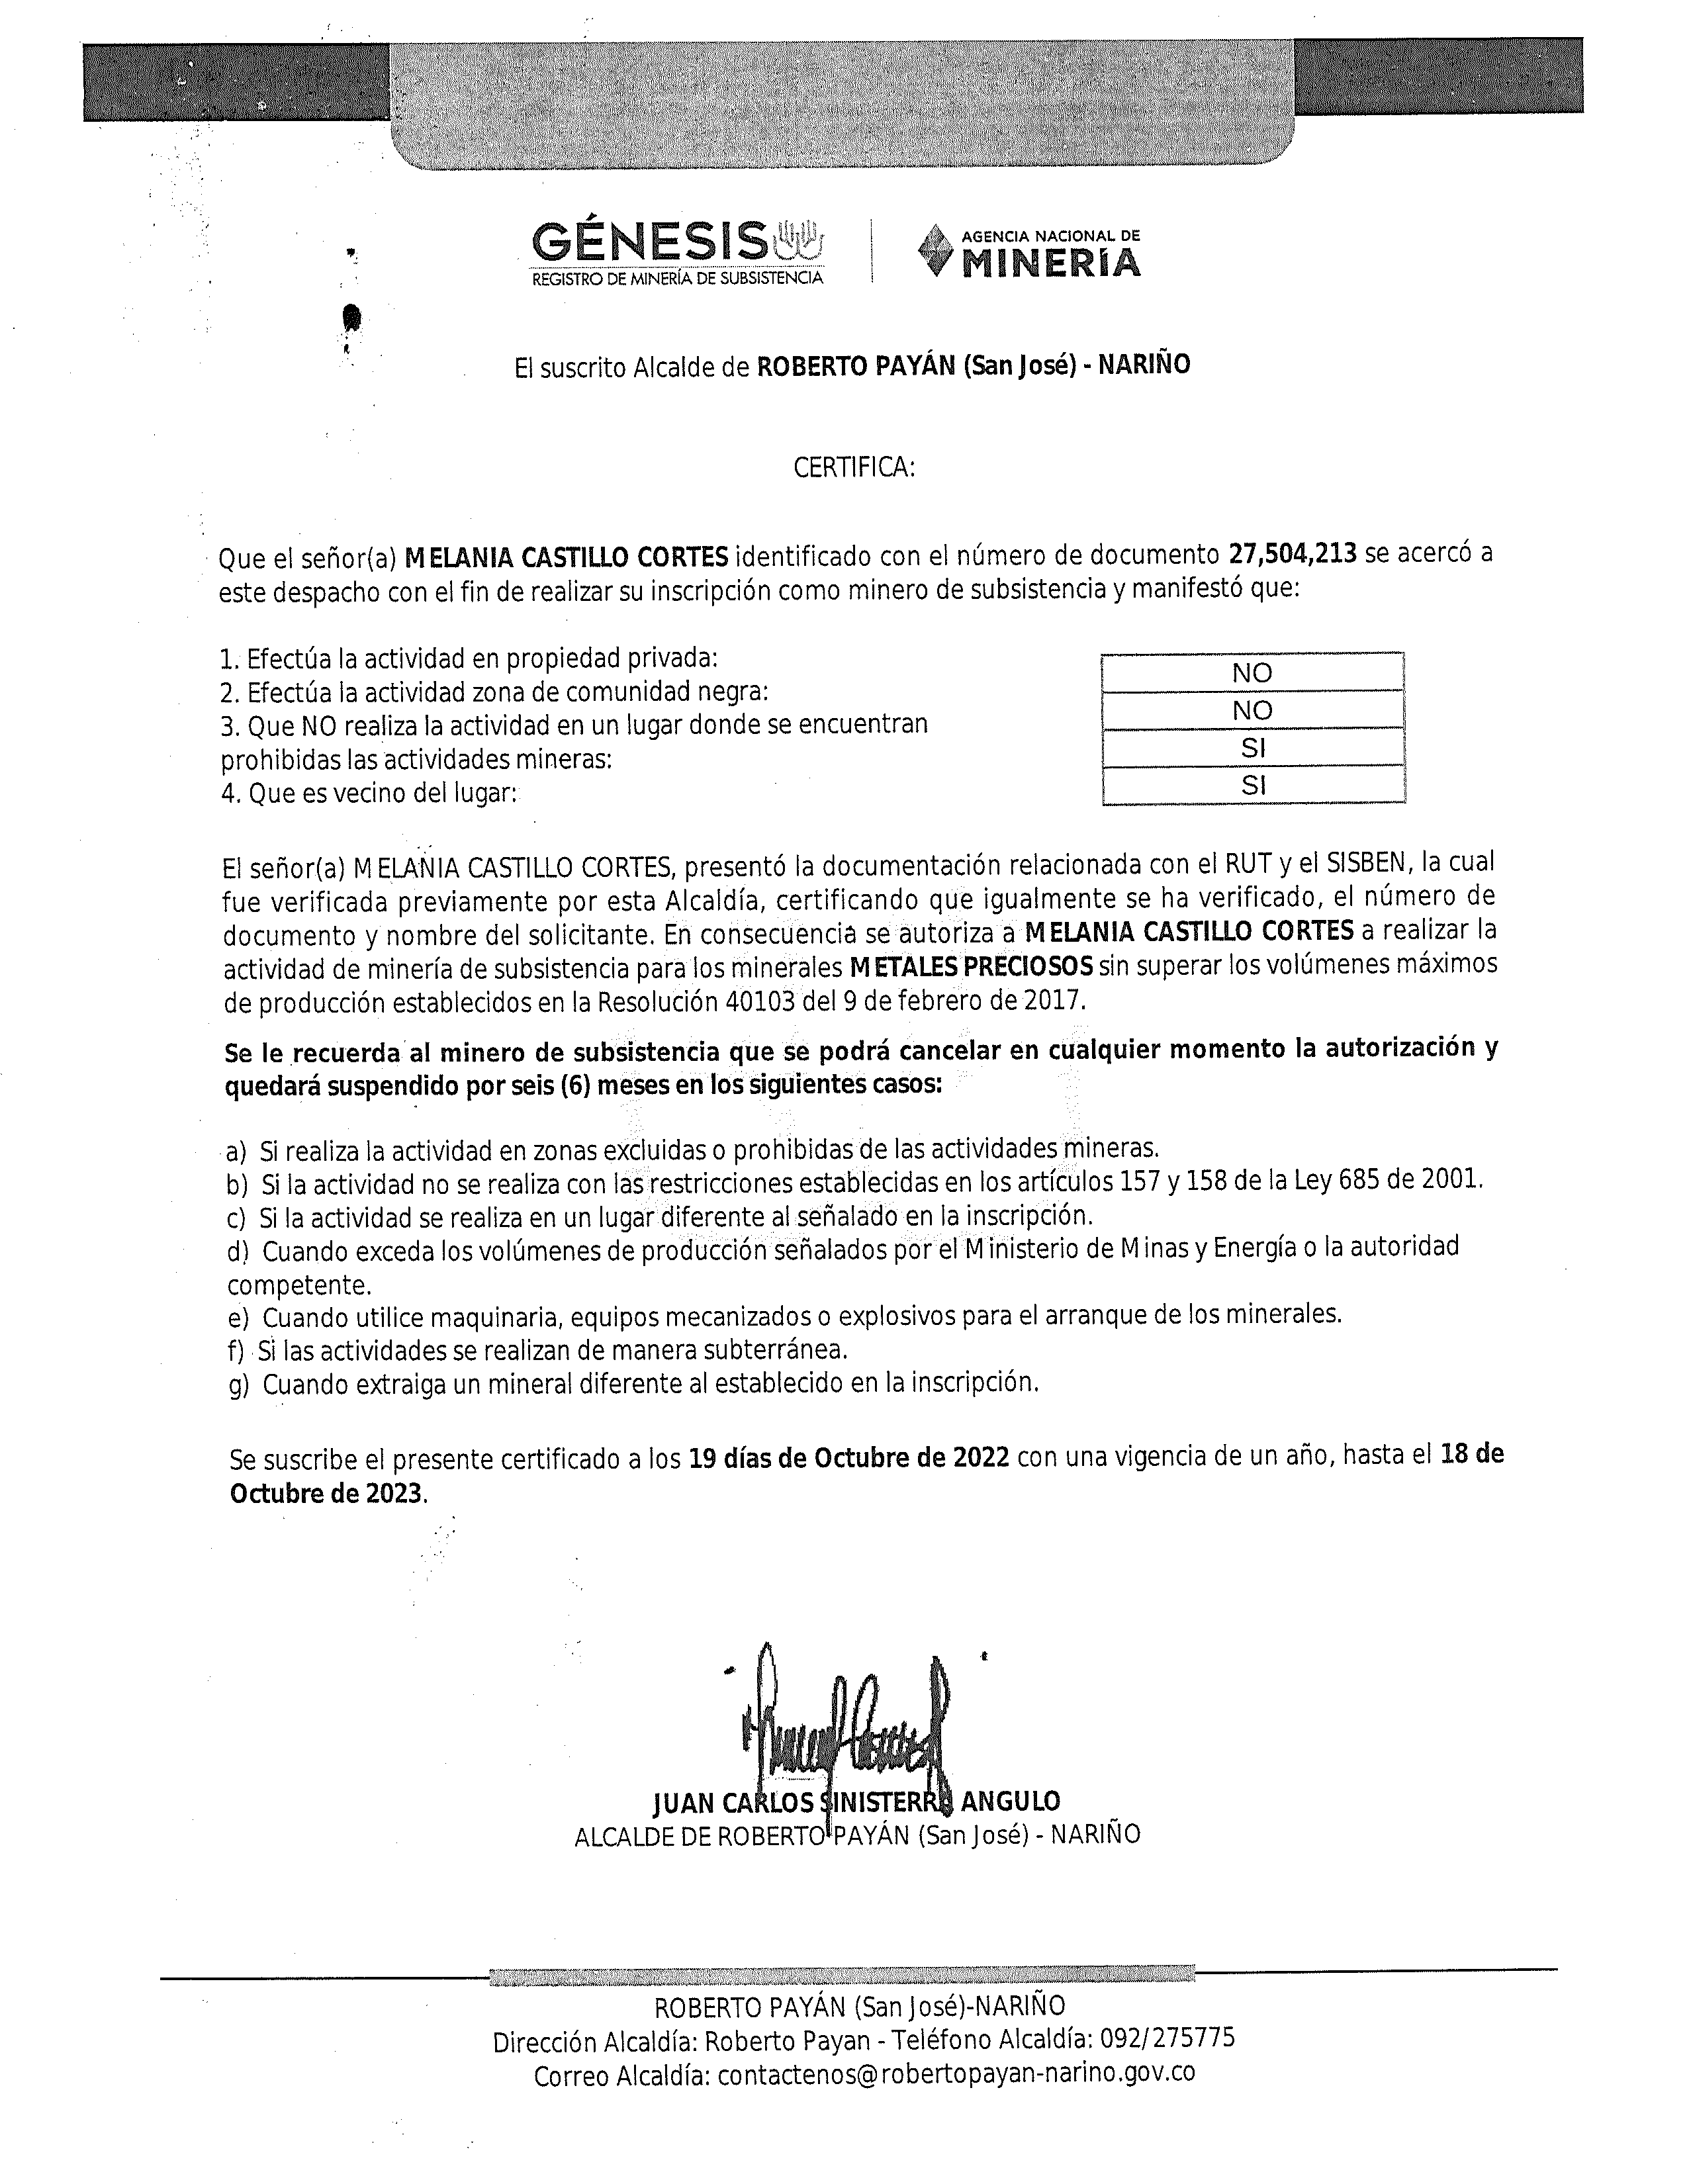 GÉNESIS
REGISTRO DE MINERÍA DE SUBSISTENCIA
AGENCIA NACIONAL DE
MINERÍA
El suscrito Alcalde de ROBERTO PAYÁN (San José) - NARIÑO
CERTIFICA:
Que el señor(a) MELANIA CASTILLO CORTES identificado con el número de documento 27,504,213 se acercó a
este despacho con el fin de realizar su inscripción como minero de subsistencia y manifestó que:
1. Efectúa la actividad en propiedad privada:
NO
2. Efectúa la actividad zona de comunidad negra:
NO
3. Que NO realiza la actividad en un lugar donde se encuentran
prohibidas las actividades mineras:
SI
4. Que es vecino del lugar:
SI
El señor(a) MELANIA CASTILLO CORTES, presentó la documentación relacionada con el RUT y el SISBEN, la cual
fue verificada previamente por esta Alcaldía, certificando que igualmente se ha verificado, el número de
documento y nombre del solicitante. En consecuencia se autoriza a MELANIA CASTILLO CORTES a realizar la
actividad de minería de subsistencia para los minerales METALES PRECIOSOS sin superar los volúmenes máximos
de producción establecidos en la Resolución 40103 del 9 de febrero de 2017.
Se le recuerda al minero de subsistencia que se podrá cancelar en cualquier momento la autorización y
quedará suspendido por seis (6) meses en los siguientes casos:
a) Si realiza la actividad en zonas excluidas o prohibidas de las actividades mineras.
b) Si la actividad no se realiza con las restricciones establecidas en los artículos 157 y 158 de la Ley 685 de 2001.
c) Si la actividad se realiza en un lugar diferente al señalado en la inscripción.
d) Cuando exceda los volúmenes de producción señalados por el Ministerio de Minas y Energía o la autoridad
competente.
e) Cuando utilice maquinaria, equipos mecanizados o explosivos para el arranque de los minerales.
f) Si las actividades se realizan de manera subterránea.
g) Cuando extraiga un mineral diferente al establecido en la inscripción.
Se suscribe el presente certificado a los 19 días de Octubre de 2022 con una vigencia de un año, hasta el 18 de
Octubre de 2023.
JUAN CARLOS SINISTERRA ANGULO
ALCALDE DE ROBERTO PAYÁN (San José) - NARIÑO
ROBERTO PAYÁN (San José)-NARIÑO
Dirección Alcaldía: Roberto Payan - Teléfono Alcaldía: 092/275775
Correo Alcaldía: contactenos@robertopayan-narino.gov.co